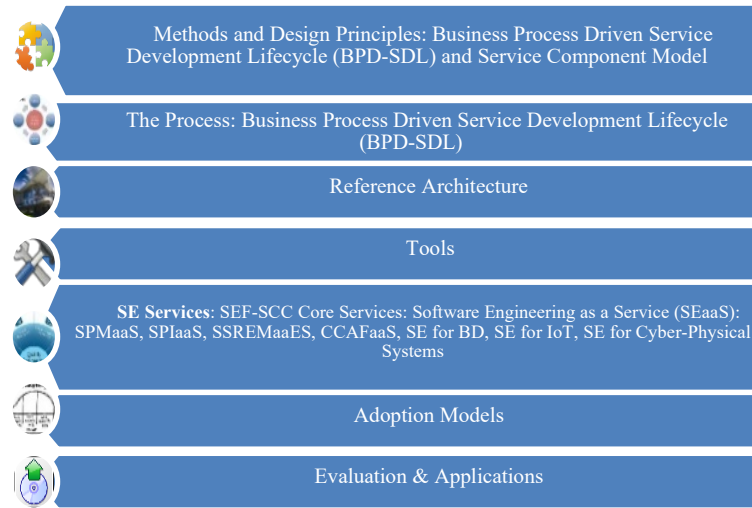 Methods and Design Principles: Business Process Driven Service
Development Lifecycle (BPD-SDL) and Service Component Model
The Process: Business Process Driven Service Development Lifecycle
(BPD-SDL)
Reference Architecture
Tools
SE Services: SEF-SCC Core Services: Software Engineering as a Service (SEaaS):
SPMaaS, SPIaaS, SSREMaaES, CCAFaaS, SE for BD, SE for IoT, SE for Cyber-Physical
Systems
Adoption Models
Evaluation & Applications